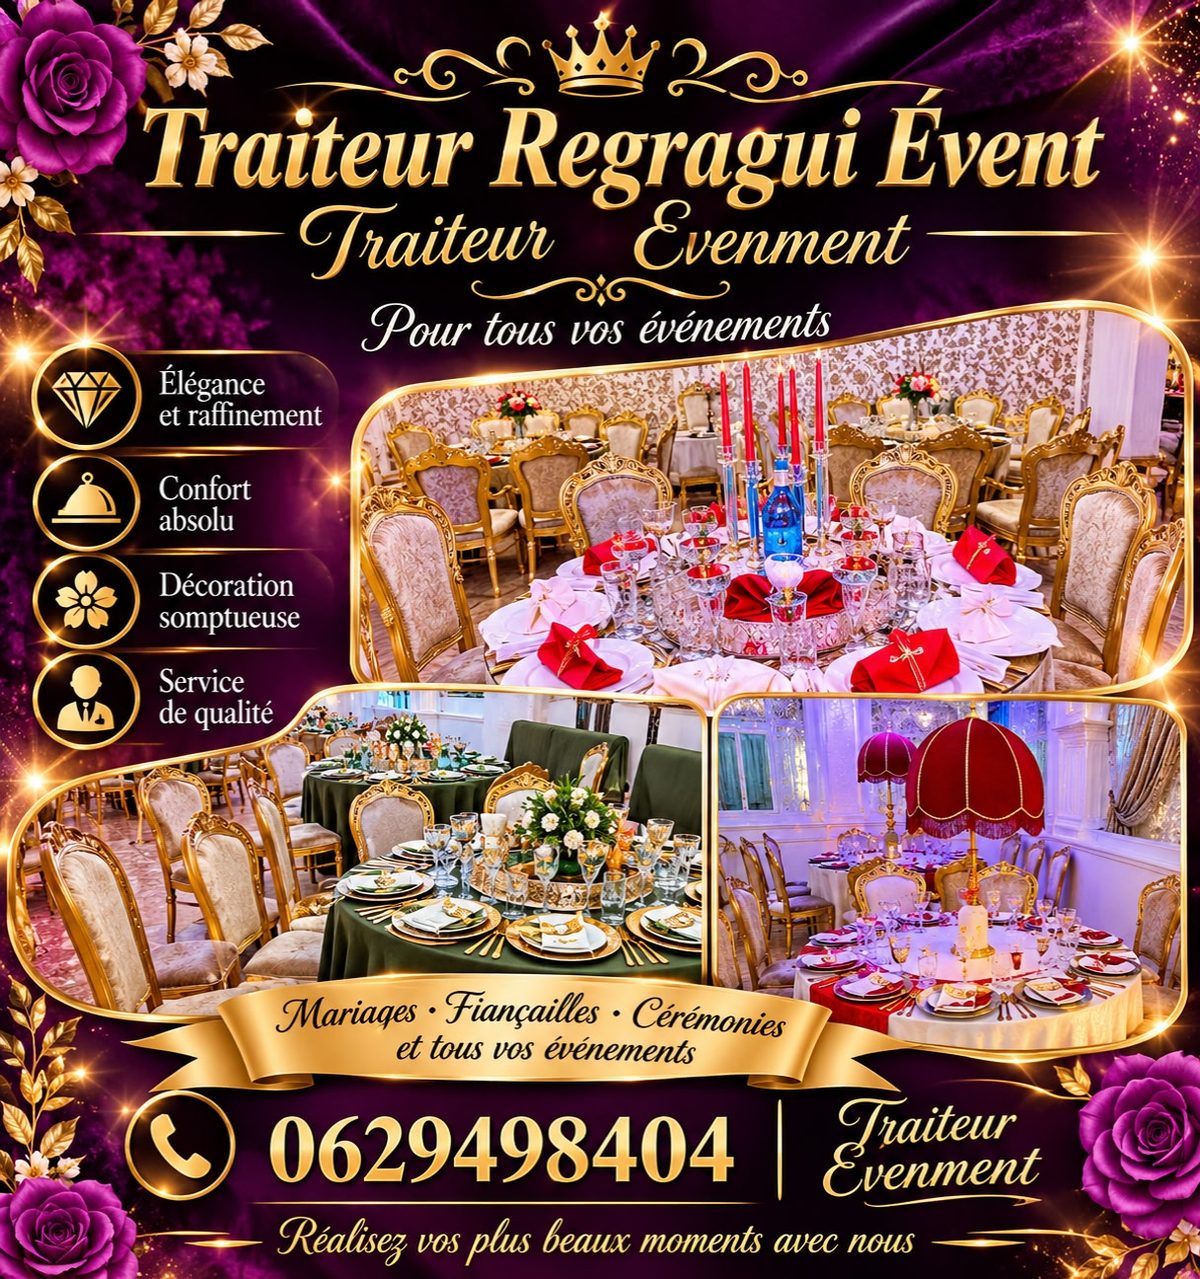 Traiteur Regragui Évent
Traiteur Evenment
Pour tous vos événements
Élégance
et raffinement
Confort
absolu
Décoration
somptueuse
Service
de qualité
Mariages · Fiançailles · Cérémonies
et tous vos événements
0629498404
Traiteur
Evenment
Réalisez vos plus beaux moments avec nous